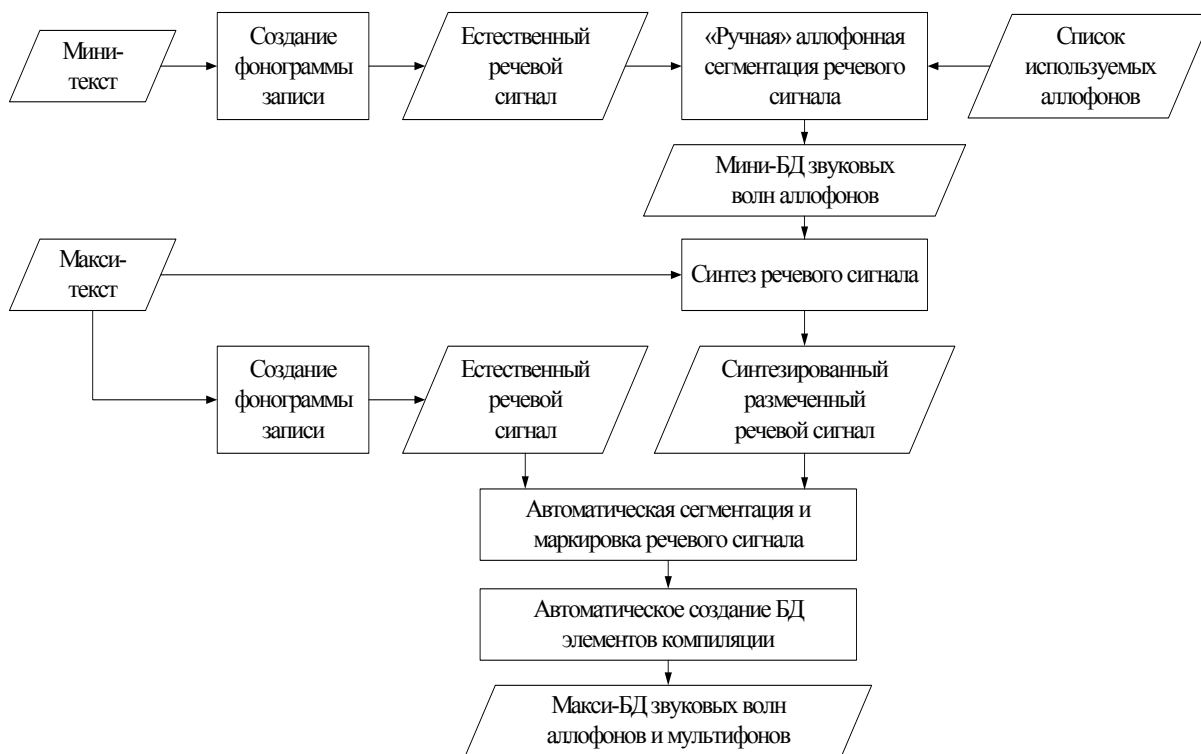 Мини-
текст
Создание
фонограммы
записи
Естественный
речевой
сигнал
«Ручная» аллофонная
сегментация речевого
сигнала
Список
используемых
аллофонов
Мини-БД звуковых
волн аллофонов
Макси-
текст
Синтез речевого сигнала
Создание
фонограммы
записи
Естественный
речевой
сигнал
Синтезированный
размеченный
речевой сигнал
Автоматическая сегментация и
маркировка речевого сигнала
Автоматическое создание БД
элементов компиляции
Макси-БД звуковых волн
аллофонов и мультифонов